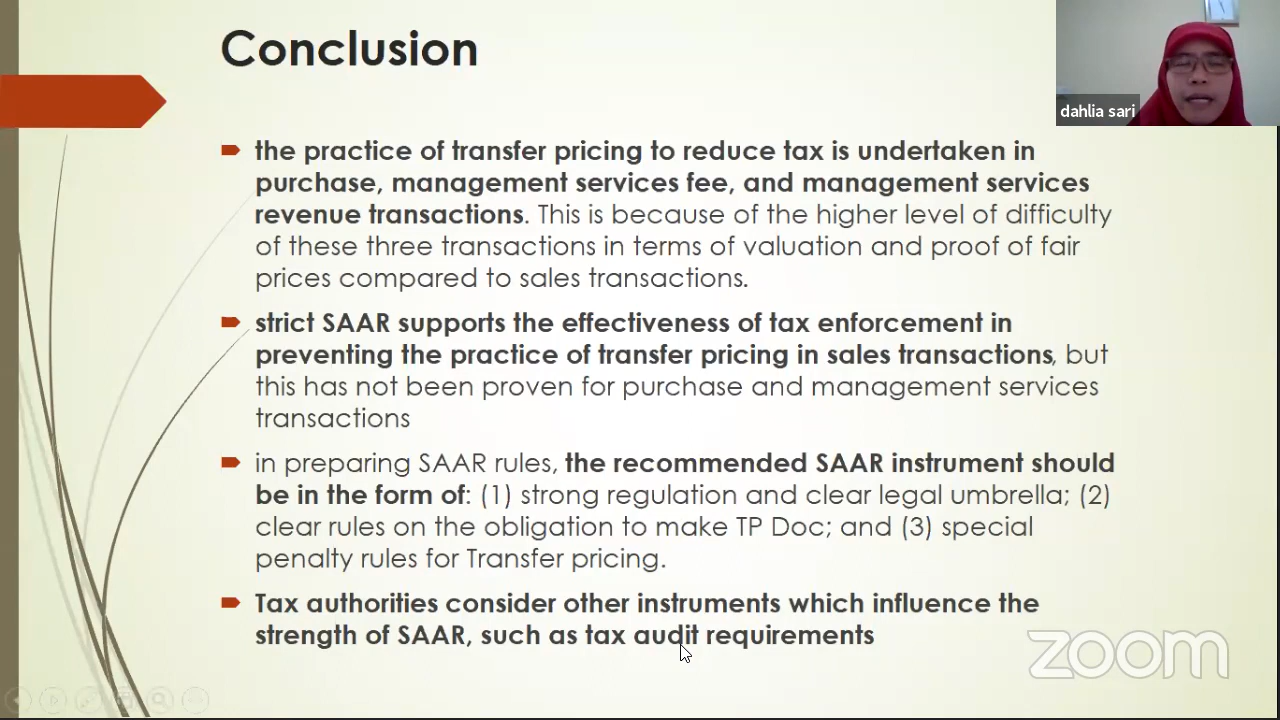 Conclusion
dahlia sari
the practice of transfer pricing to reduce tax is undertaken in
purchase, management services fee, and management services
revenue transactions. This is because of the higher level of difficulty
of these three transactions in terms of valuation and proof of fair
prices compared to sales transactions.
strict SAAR supports the effectiveness of tax enforcement in
preventing the practice of transfer pricing in sales transactions, but
this has not been proven for purchase and management services
transactions
in preparing SAAR rules, the recommended SAAR instrument should
be in the form of: (1) strong regulation and clear legal umbrella; (2)
clear rules on the obligation to make TP Doc; and (3) special
penalty rules for Transfer pricing.
Tax authorities consider other instruments which influence the
strength of SAAR, such as tax audit requirements
zoom